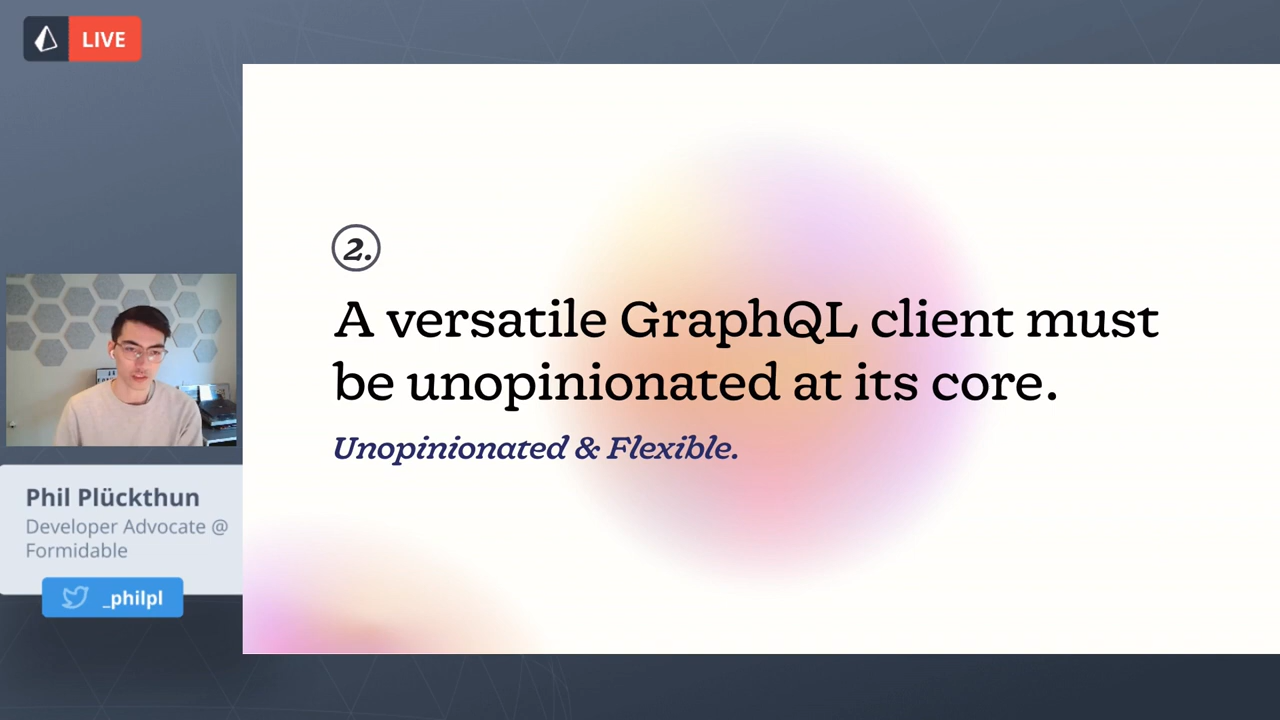 LIVE
2.
A versatile GraphQL client must
be unopinionated at its core.
Unopinionated & Flexible.
Phil Plückthun
Developer Advocate @
Formidable
_philpl